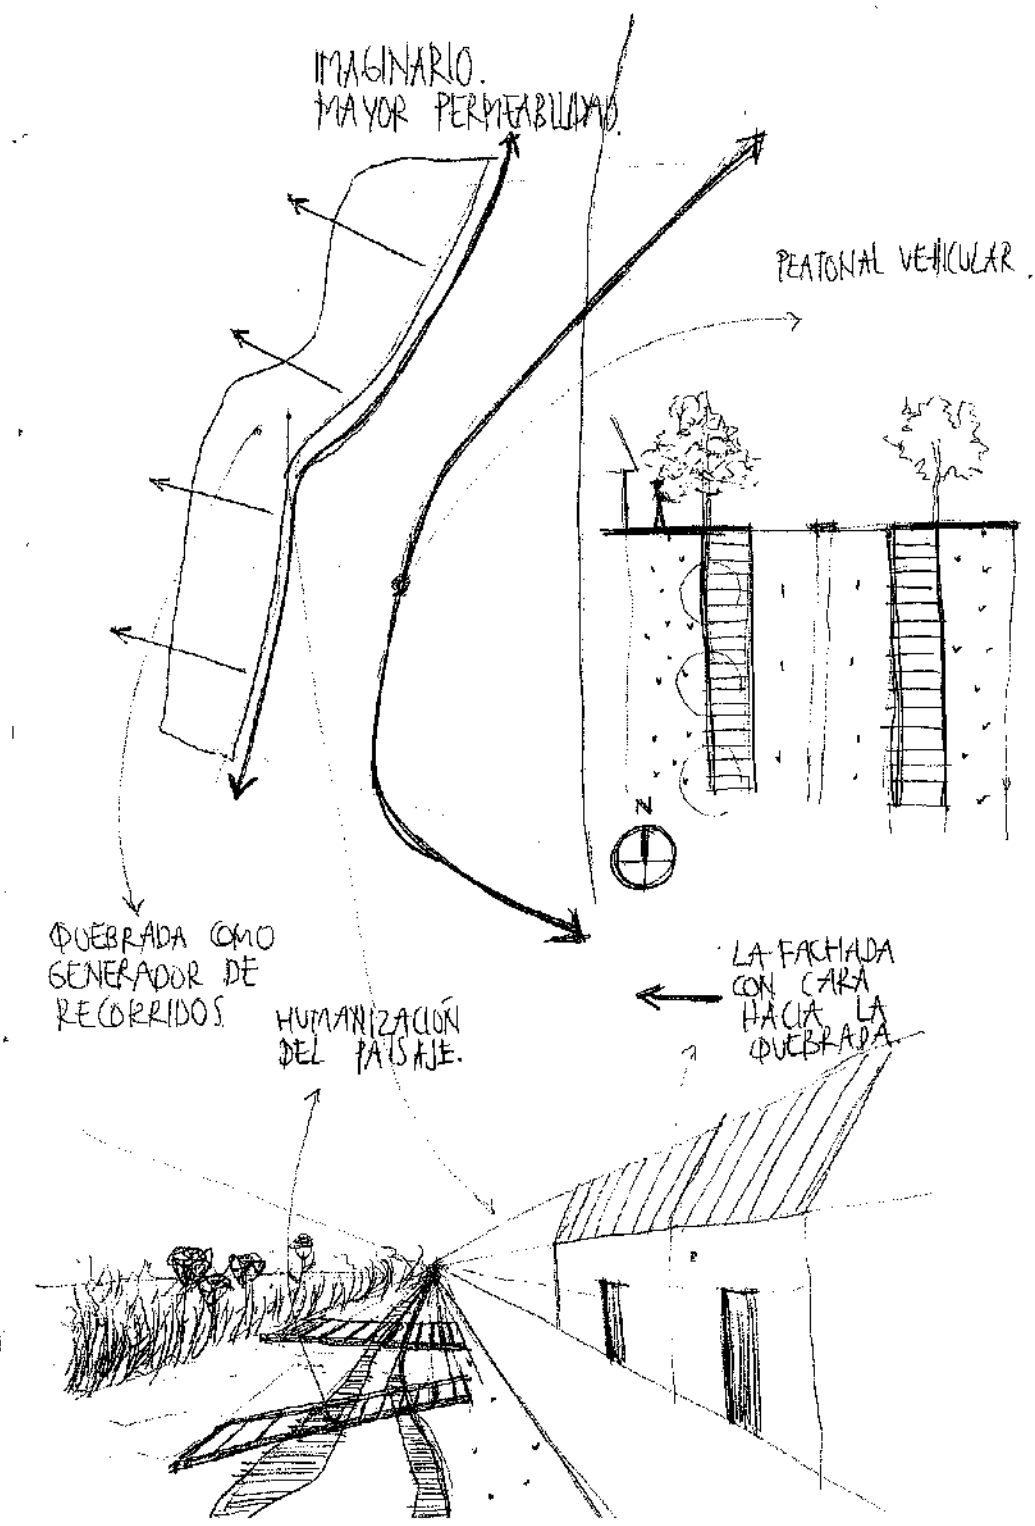 IMAGINARIO.
MAYOR PERMEABILIDAD.
PEATONAL VEHICULAR.
N
QUEBRADA COMO
GENERADOR DE
RECORRIDOS.
HUMANIZACIÓN
DEL PAISAJE.
LA FACHADA
CON CARA
HACIA LA
QUEBRADA.